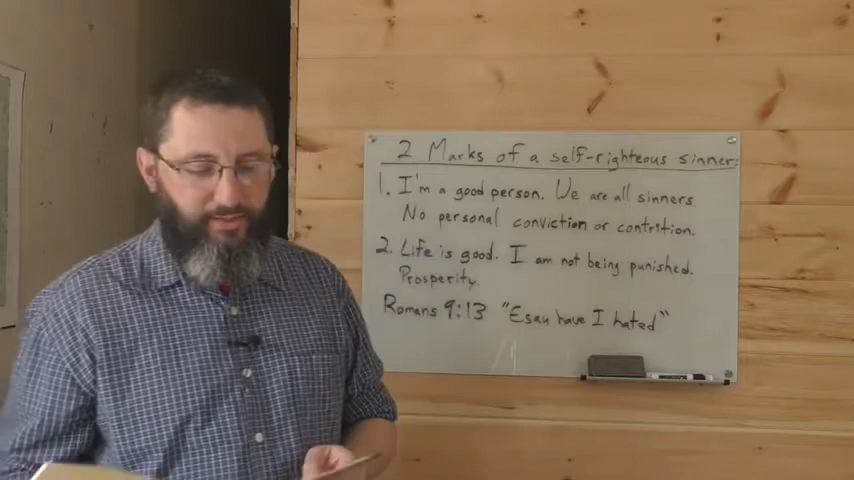 2 Marks of a self-righteous sinner:
1. I'm a good person. We are all sinners.
No personal conviction or contrition.
2. Life is good. I am not being punished.
Prosperity.
Romans 9:13 "Esau have I hated"